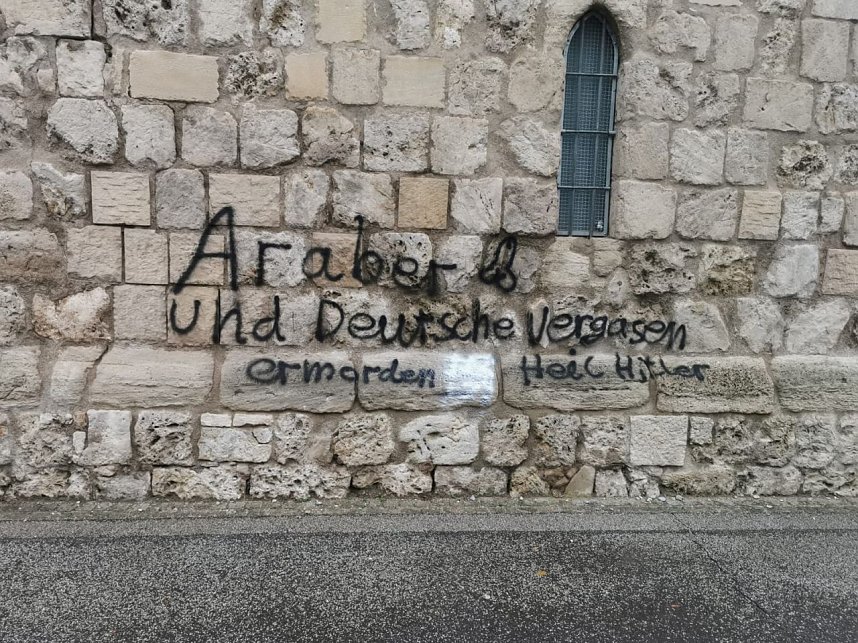 Araber
und Deutsche vergasen
ermorden Heil Hitler